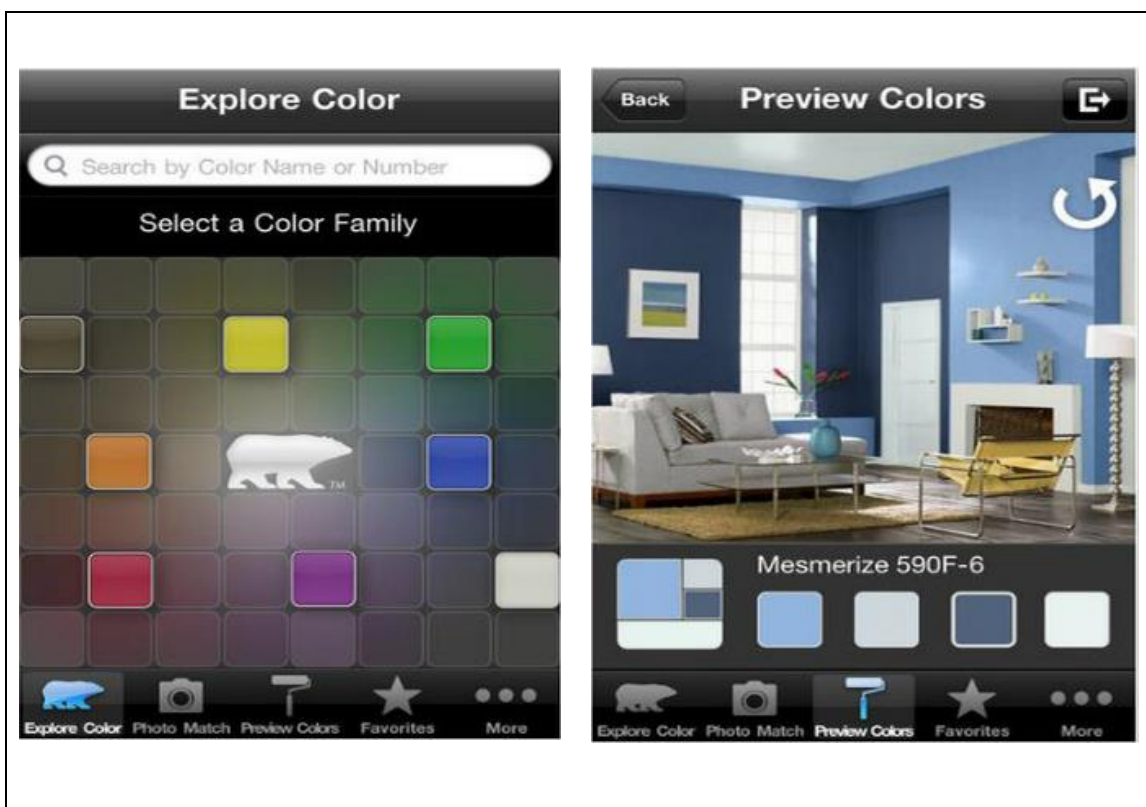 Explore Color
Search by Color Name or Number
Select a Color Family
TM
Explore Color Photo Match Preview Colors Favorites More
Back Preview Colors
Mesmerize 590F-6
Explore Color Photo Match Preview Colors Favorites More